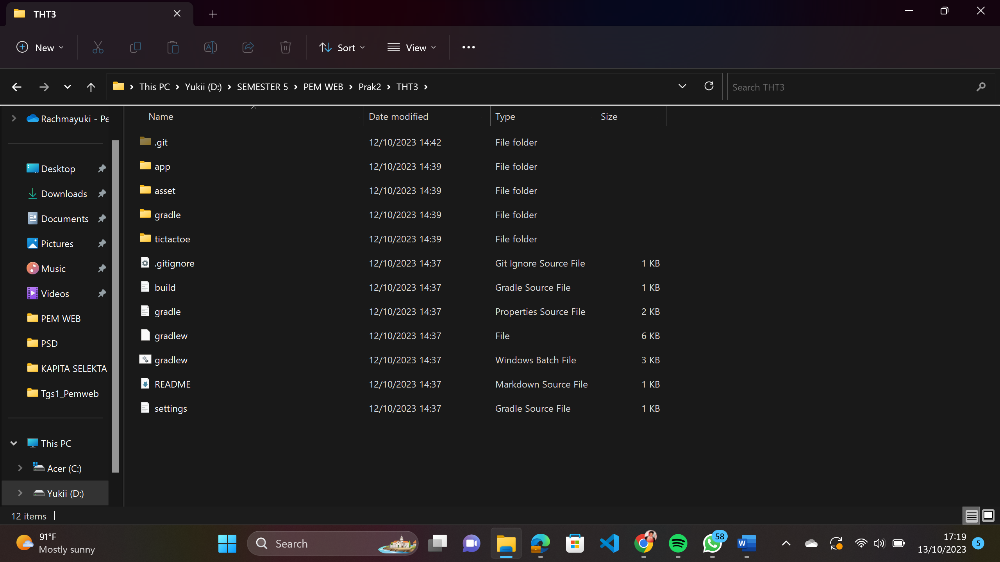 THT3
New
Sort
View
This PC
Yukii (D:)
SEMESTER 5
PEM WEB
Prak2
THT3
Search THT3
Rachmayuki - Pe
Desktop
Downloads
Documents
Pictures
Music
Videos
PEM WEB
PSD
KAPITA SELEKTA
Tgs1_Pemweb
This PC
Acer (C:)
Yukii (D:)
Name Date modified Type Size
.git 12/10/2023 14:42 File folder
app 12/10/2023 14:39 File folder
asset 12/10/2023 14:39 File folder
gradle 12/10/2023 14:39 File folder
tictactoe 12/10/2023 14:39 File folder
.gitignore 12/10/2023 14:37 Git Ignore Source File 1 KB
build 12/10/2023 14:37 Gradle Source File 1 KB
gradle 12/10/2023 14:37 Properties Source File 2 KB
gradlew 12/10/2023 14:37 File 6 KB
gradlew 12/10/2023 14:37 Windows Batch File 3 KB
README 12/10/2023 14:37 Markdown Source File 1 KB
settings 12/10/2023 14:37 Gradle Source File 1 KB
12 items
91°F
Mostly sunny
Search
58
17:19
13/10/2023
5